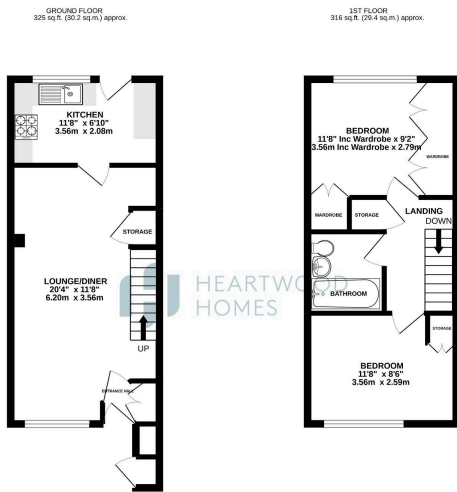 GROUND FLOOR
325 sq.ft. (30.2 sq.m.) approx.
1ST FLOOR
316 sq.ft. (29.4 sq.m.) approx.
KITCHEN
11'8" x 6'10"
3.56m x 2.08m
STORAGE
LOUNGE/DINER
20'4" x 11'8"
6.20m x 3.56m
UP
ENTRANCE HALL
BEDROOM
11'8" Inc Wardrobe x 9'2"
3.56m Inc Wardrobe x 2.79m
WARDROBE
WARDROBE
STORAGE
LANDING
DOWN
BATHROOM
STORAGE
BEDROOM
11'8" x 8'6"
3.56m x 2.59m
HEARTWOOD
HOMES